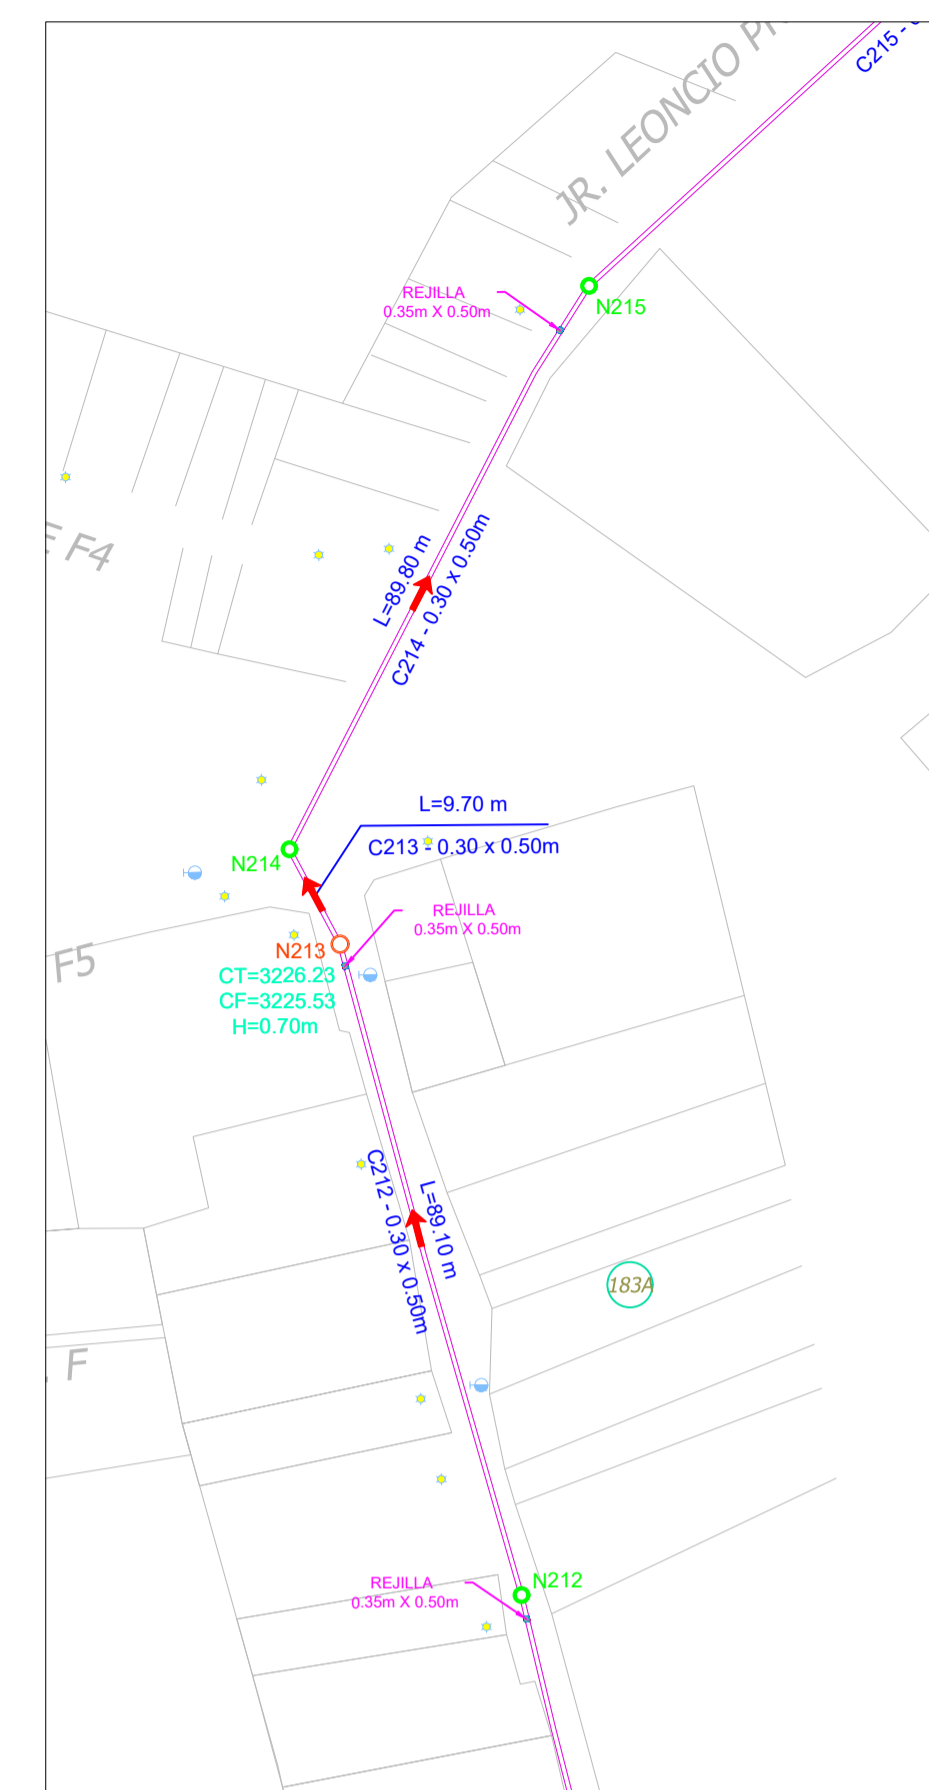 JR. LEONCIO
C215 -
REJILLA
0.35m X 0.50m
N215
F4
L=89.80 m
C214 - 0.30 x 0.50m
L=9.70 m
C213 - 0.30 x 0.50m
N214
REJILLA
0.35m X 0.50m
N213
F5
CT=3226.23
CF=3225.53
H=0.70m
C212 - 0.30 x 0.50m
L=89.10 m
183A
F
REJILLA
0.35m X 0.50m
N212